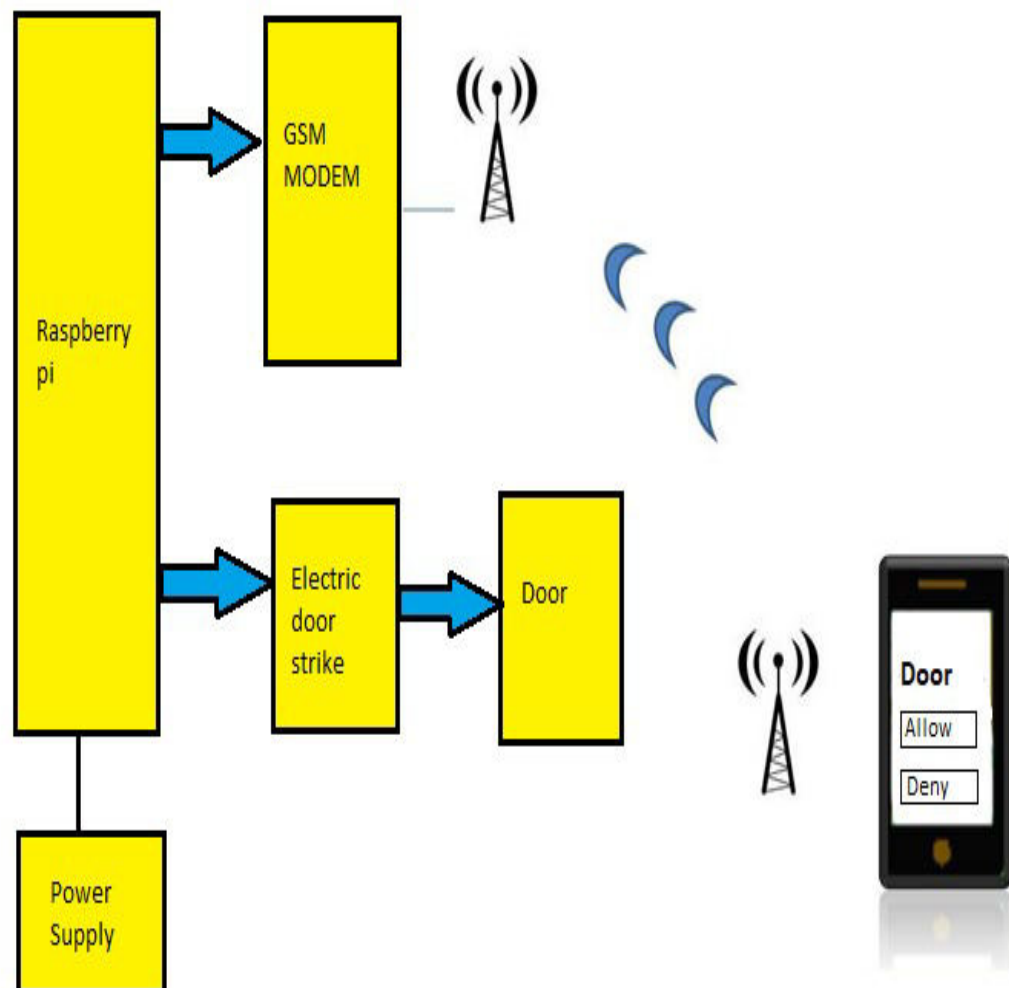 GSM
MODEM
Raspberry
pi
Electric
door
strike
Door
Door
Allow
Deny
Power
Supply